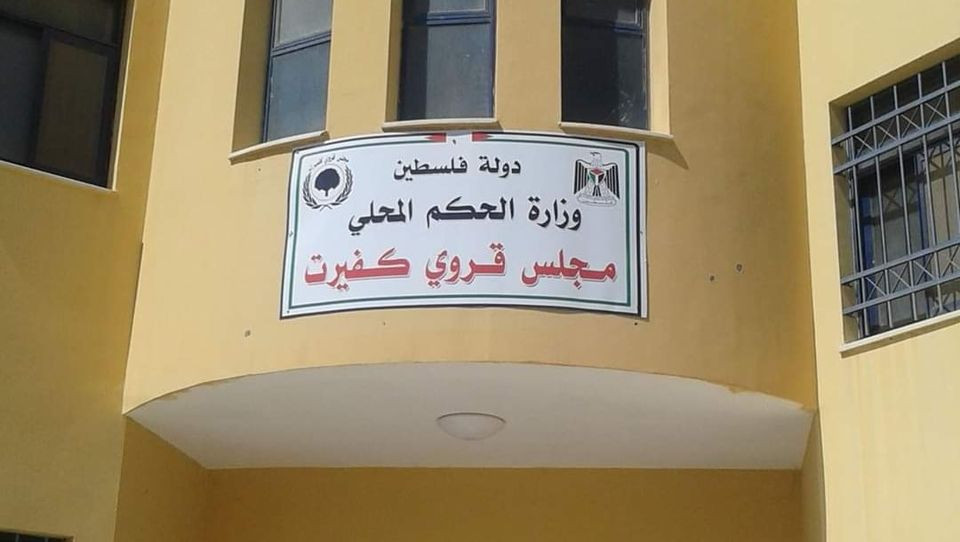 دولة فلسطين
وزارة الحكم المحلي
مجلس قروي كفيرت